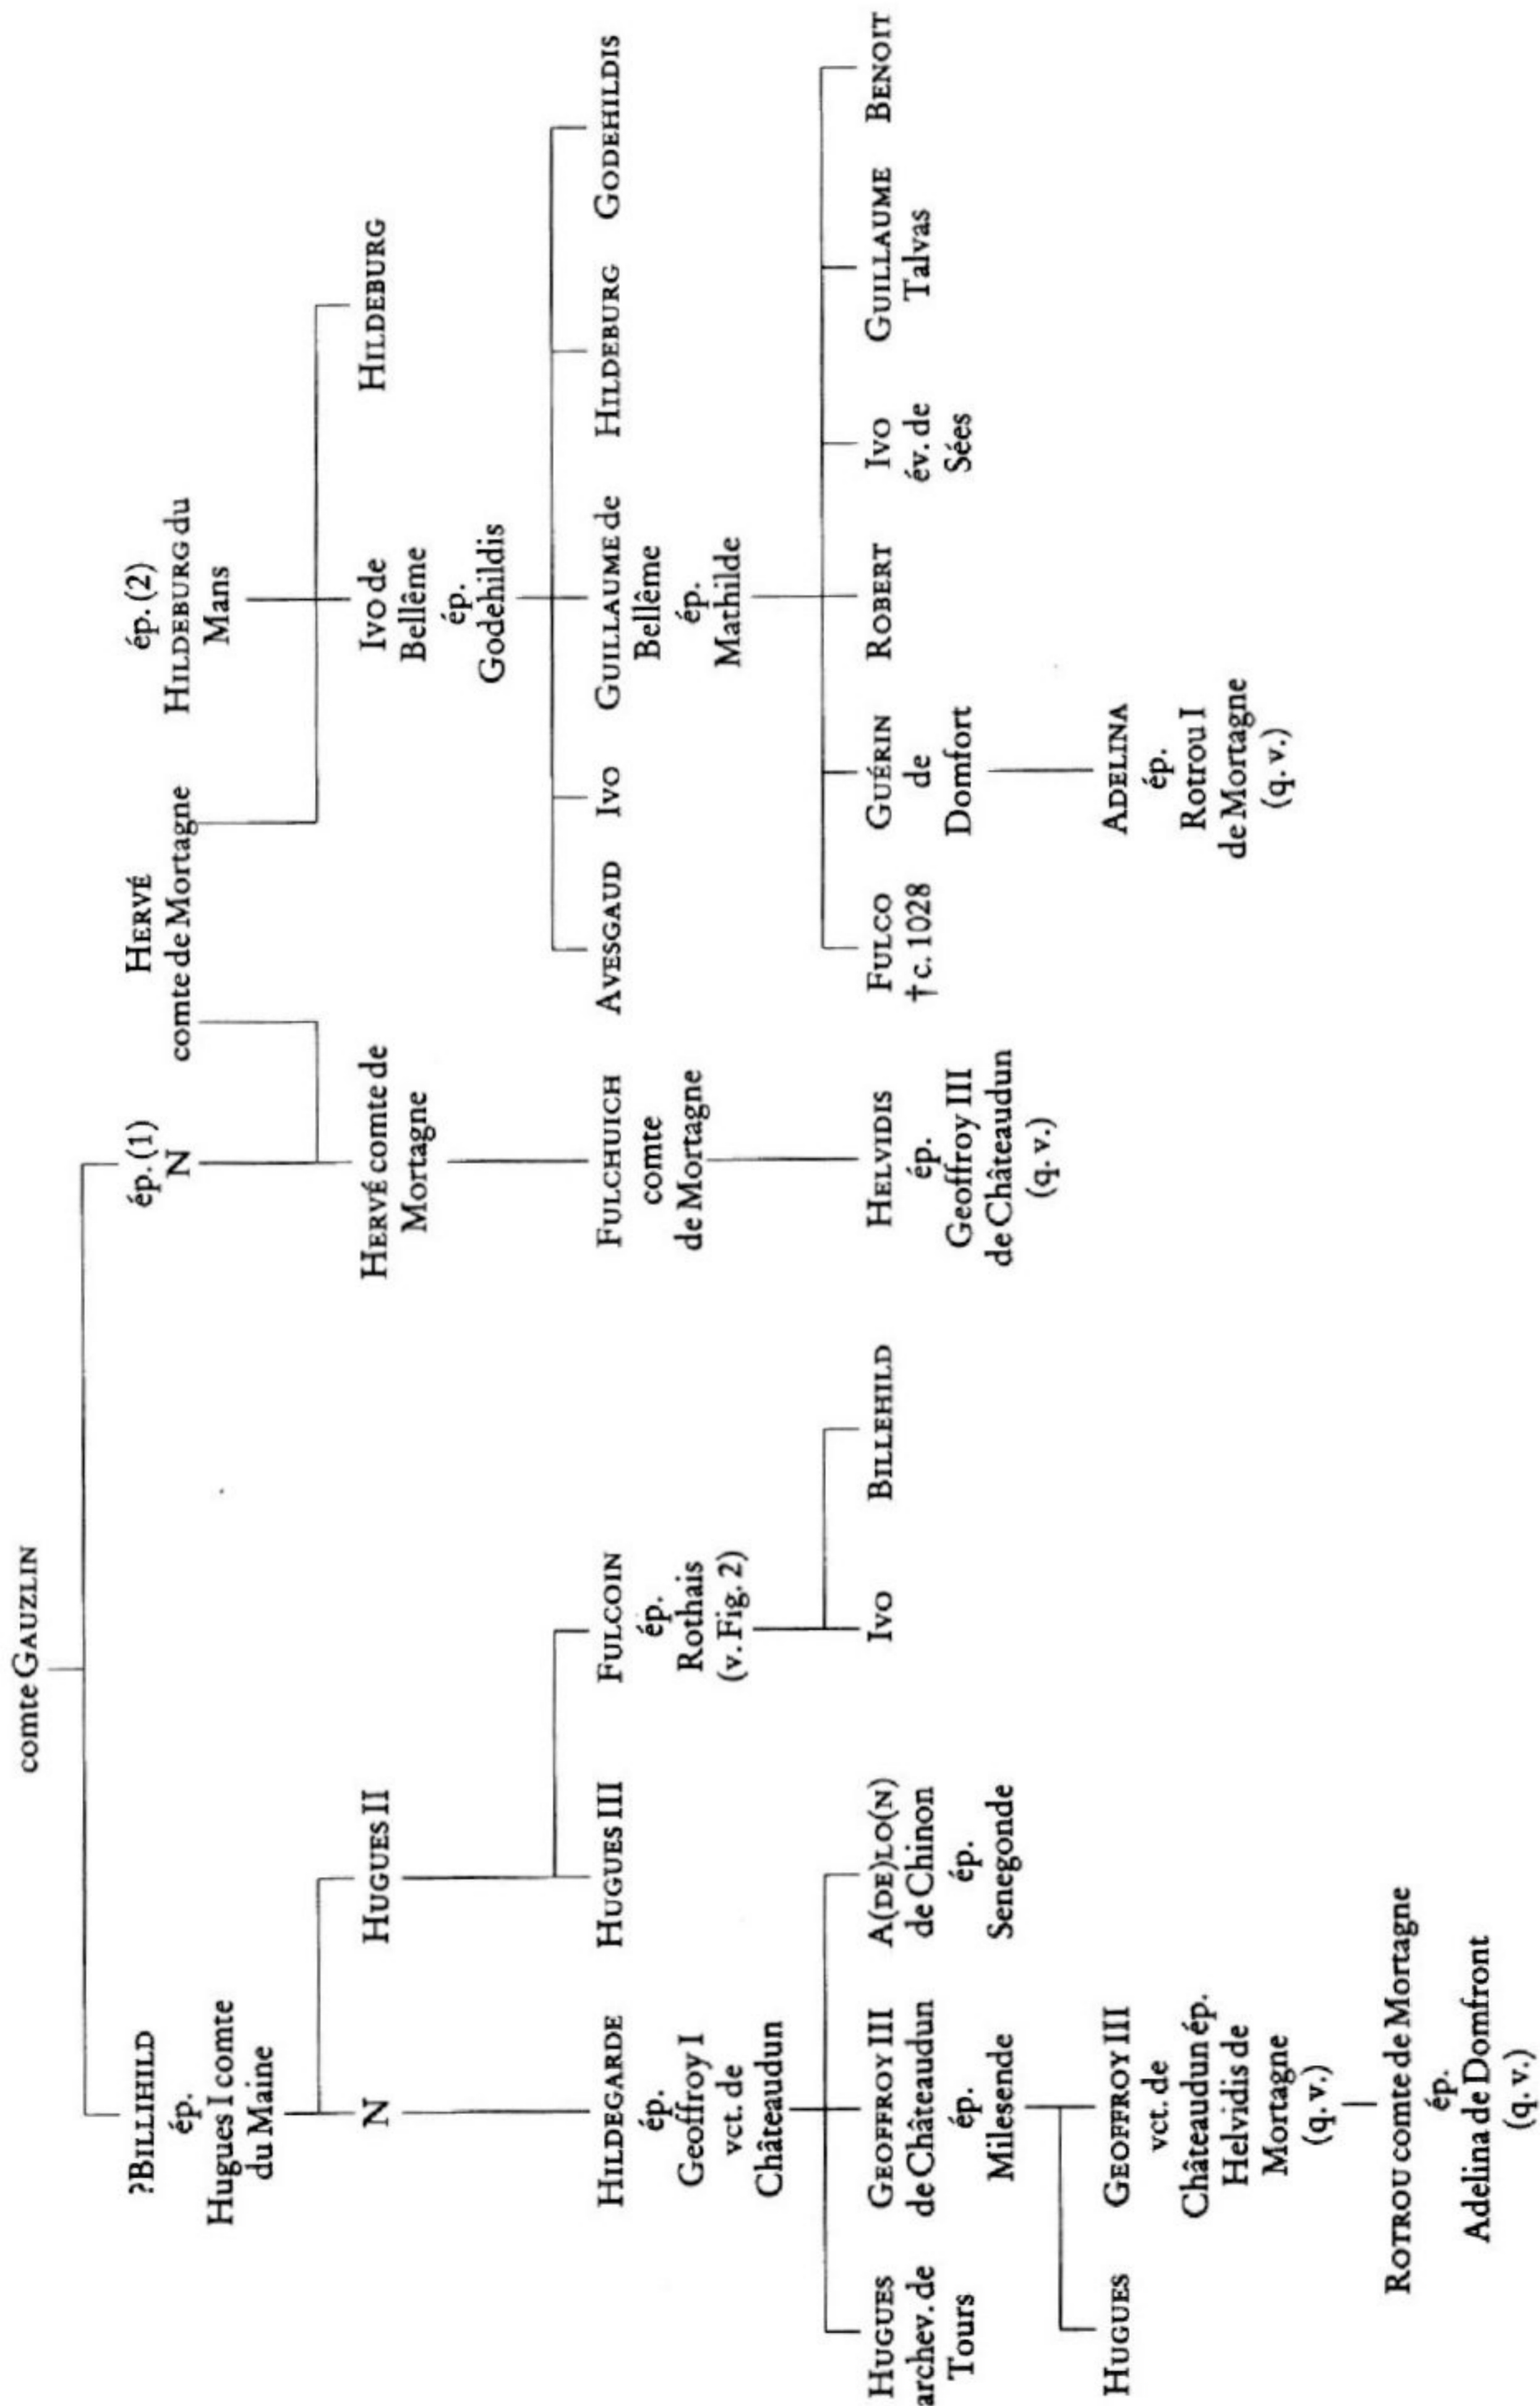 comte GAUZLIN
?BILLIHILD
ép.
Hugues I comte
du Maine
ép. (1)
N
HERVÉ
comte de Mortagne
ép. (2)
HILDEBURG du
Mans
N
HUGUES II
HERVÉ comte de
Mortagne
Ivo de
Bellême
ép.
Godehildis
HILDEBURG
HILDEGARDE
ép.
Geoffroy I
vct. de
Châteaudun
HUGUES III
FULCOIN
ép.
Rothais
(v. Fig. 2)
FULCHUICH
comte
de Mortagne
AVESGAUD
IVO
GUILLAUME de
Bellême
ép.
Mathilde
HILDEBURG
GODEHILDIS
HUGUES
archev. de
Tours
GEOFFROY III
de Châteaudun
ép.
Milesende
A(DE)LO(N)
de Chinon
ép.
Senegonde
IVO
BILLEHILD
HELVIDIS
ép.
Geoffroy III
de Châteaudun
(q. v.)
FULCO
† c. 1028
GUÉRIN
de
Domfort
ROBERT
IVO
év. de
Sées
GUILLAUME
Talvas
BENOIT
HUGUES
GEOFFROY III
vct. de
Châteaudun ép.
Helvidis de
Mortagne
(q. v.)
ADELINA
ép.
Rotrou I
de Mortagne
(q. v.)
ROTROU comte de Mortagne
ép.
Adelina de Domfront
(q. v.)